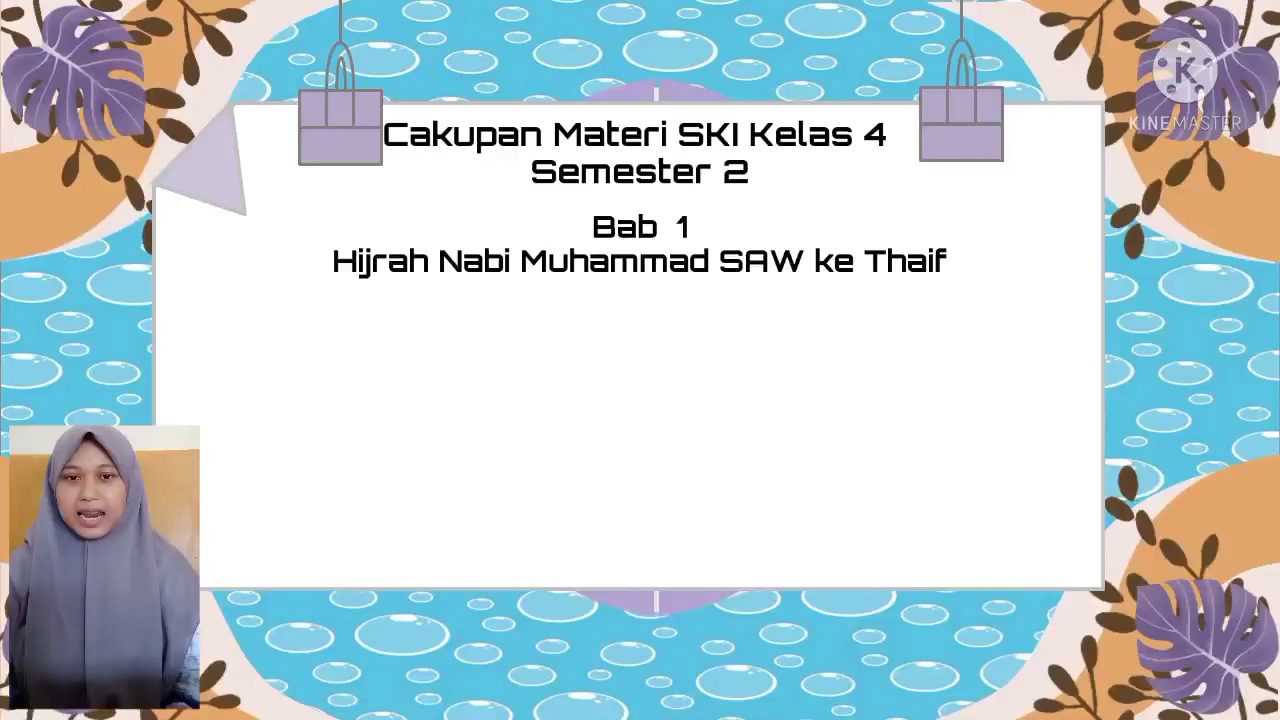 Cakupan Materi SKI Kelas 4
Semester 2
Bab 1
Hijrah Nabi Muhammad SAW ke Thaif
K
KINEMASTER